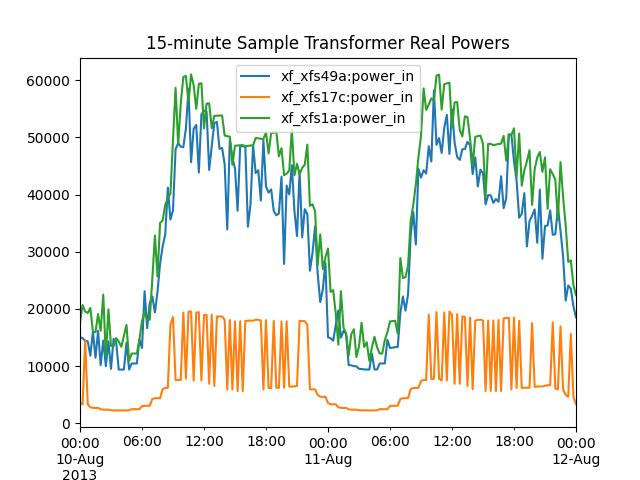 15-minute Sample Transformer Real Powers
xf_xfs49a:power_in
xf_xfs17c:power_in
xf_xfs1a:power_in
60000
50000
40000
30000
20000
10000
0
00:00 06:00 12:00 18:00 00:00 06:00 12:00 18:00 00:00
10-Aug 11-Aug 12-Aug
2013